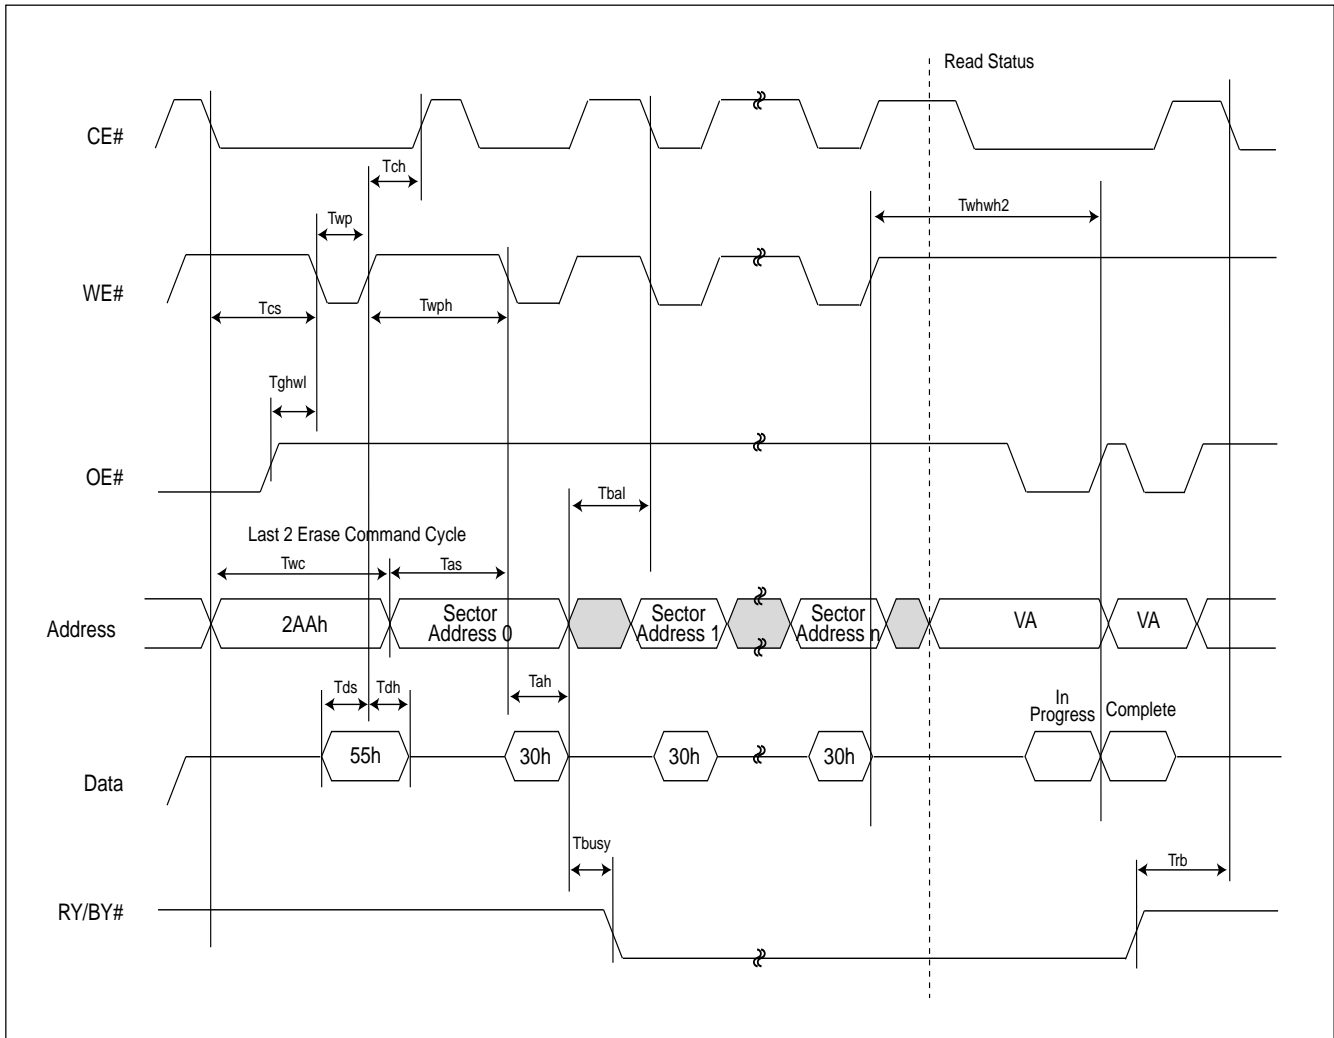 Read Status
CE#
Tch
Twhwh2
Twp
WE#
Tcs
Twph
Tghwl
OE#
Tbal
Last 2 Erase Command Cycle
Twc
Tas
Address
2AAh
Sector
Address 0
Sector
Address 1
Sector
Address n
VA
VA
Tds
Tdh
Tah
In
Progress
Complete
Data
55h
30h
30h
30h
Tbusy
Trb
RY/BY#